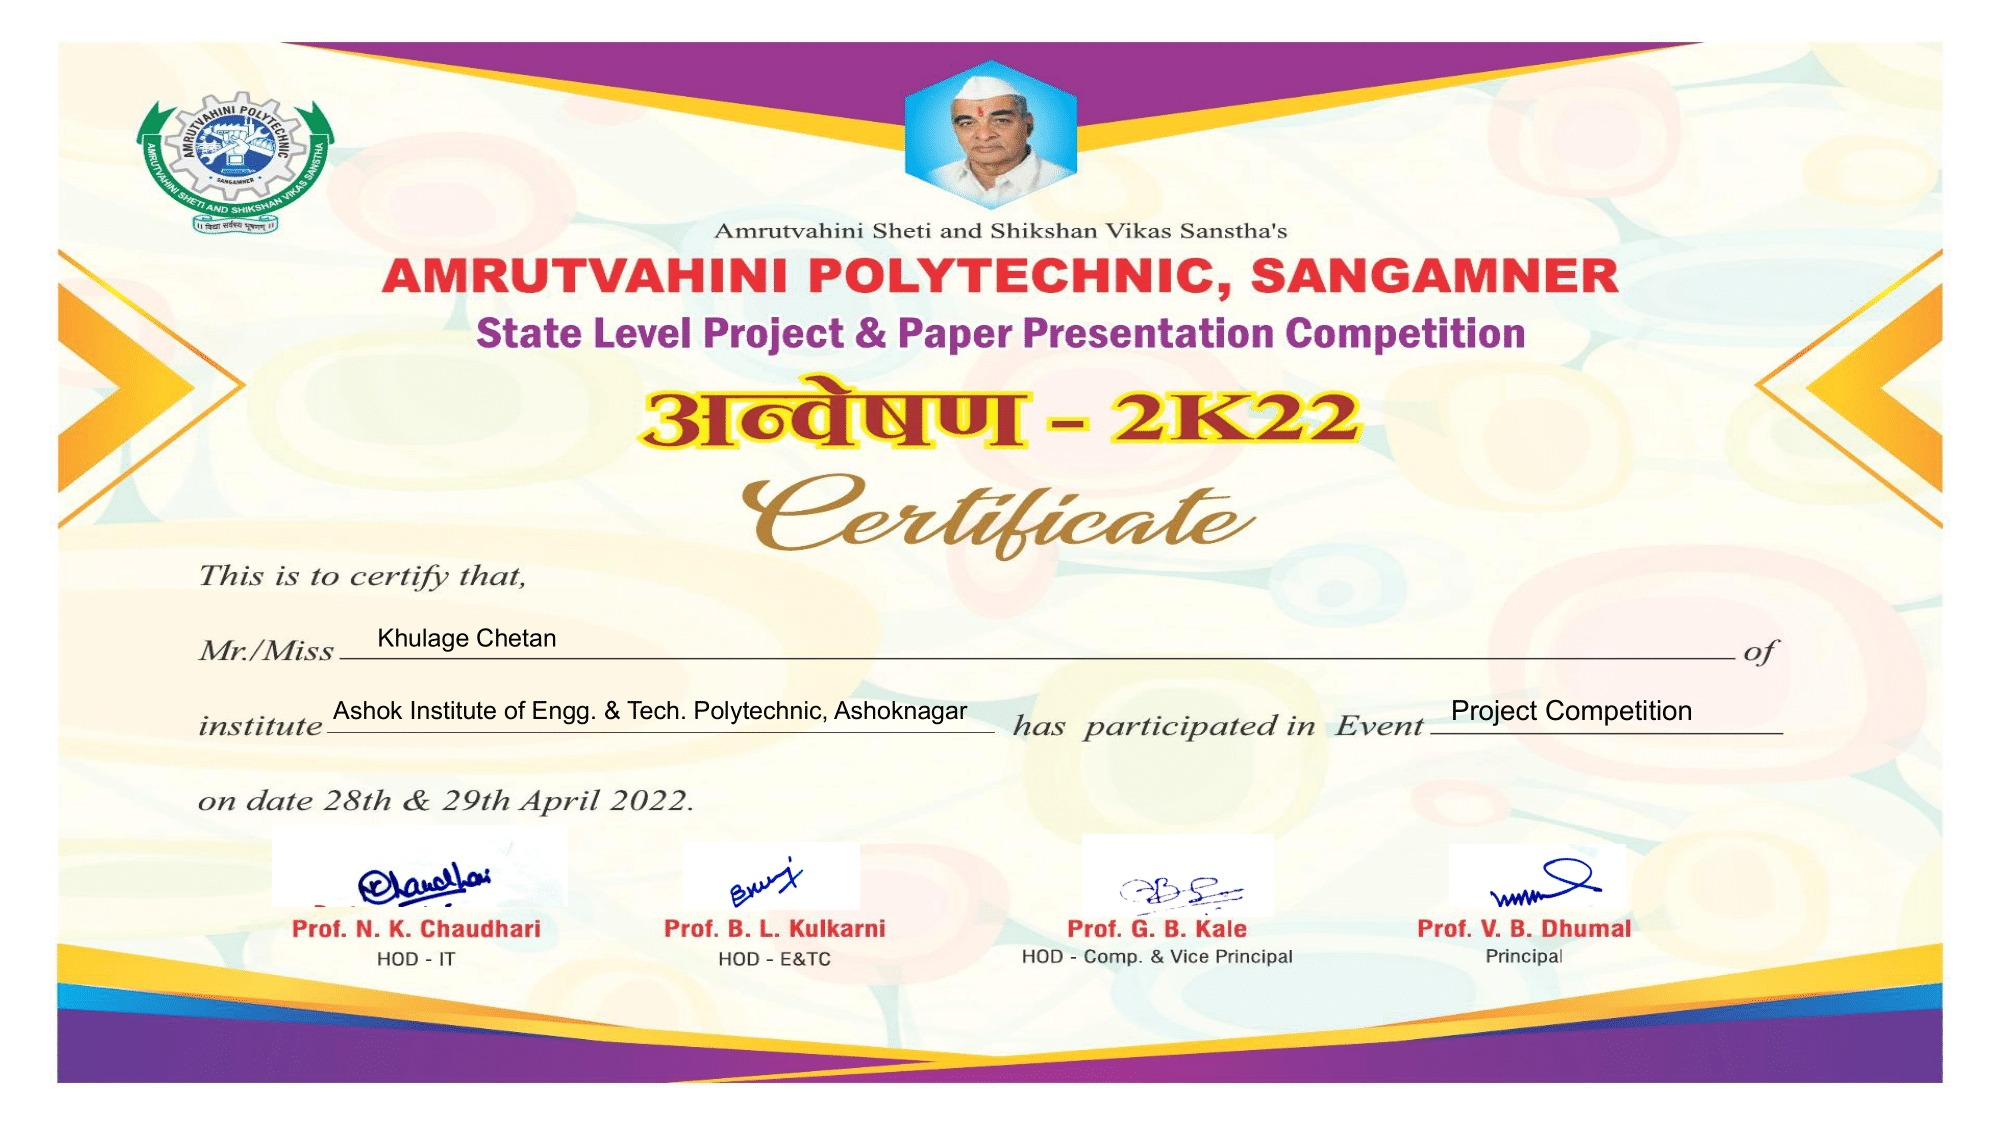 AMRUTVAHINI POLYTECHNIC
SANGAMNER
AMRUTVAHINI SHETI AND SHIKSHAN VIKAS SANSTHA
।। विद्या सर्वस्य भूषणम् ।।
Amrutvahini Sheti and Shikshan Vikas Sanstha's
AMRUTVAHINI POLYTECHNIC, SANGAMNER
State Level Project & Paper Presentation Competition
अन्वेषण - 2K22
Certificate
This is to certify that,
Mr./Miss Khulage Chetan of
institute Ashok Institute of Engg. & Tech. Polytechnic, Ashoknagar has participated in Event Project Competition
on date 28th & 29th April 2022.
Prof. N. K. Chaudhari Prof. B. L. Kulkarni Prof. G. B. Kale Prof. V. B. Dhumal
HOD - IT HOD - E&TC HOD - Comp. & Vice Principal Principal